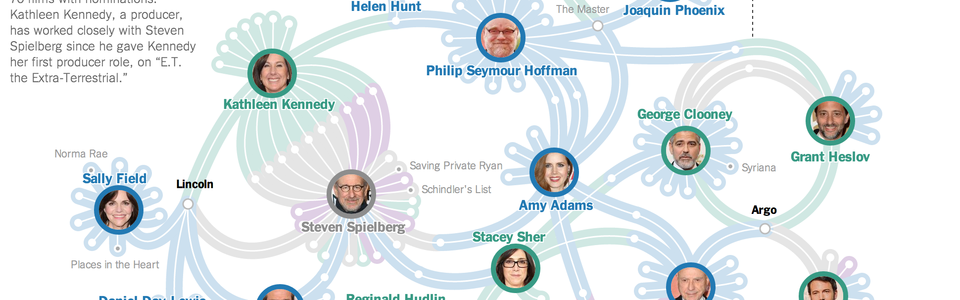 70 films with nominations.
Kathleen Kennedy, a producer,
has worked closely with Steven
Spielberg since he gave Kennedy
her first producer role, on “E.T.
the Extra-Terrestrial.”
Helen Hunt
The Master
Joaquin Phoenix
Philip Seymour Hoffman
Kathleen Kennedy
George Clooney
Grant Heslov
Norma Rae
Sally Field
Lincoln
Saving Private Ryan
Schindler's List
Syriana
Amy Adams
Argo
Steven Spielberg
Stacey Sher
Places in the Heart
Daniel Day-Lewis
Reginald Hudlin